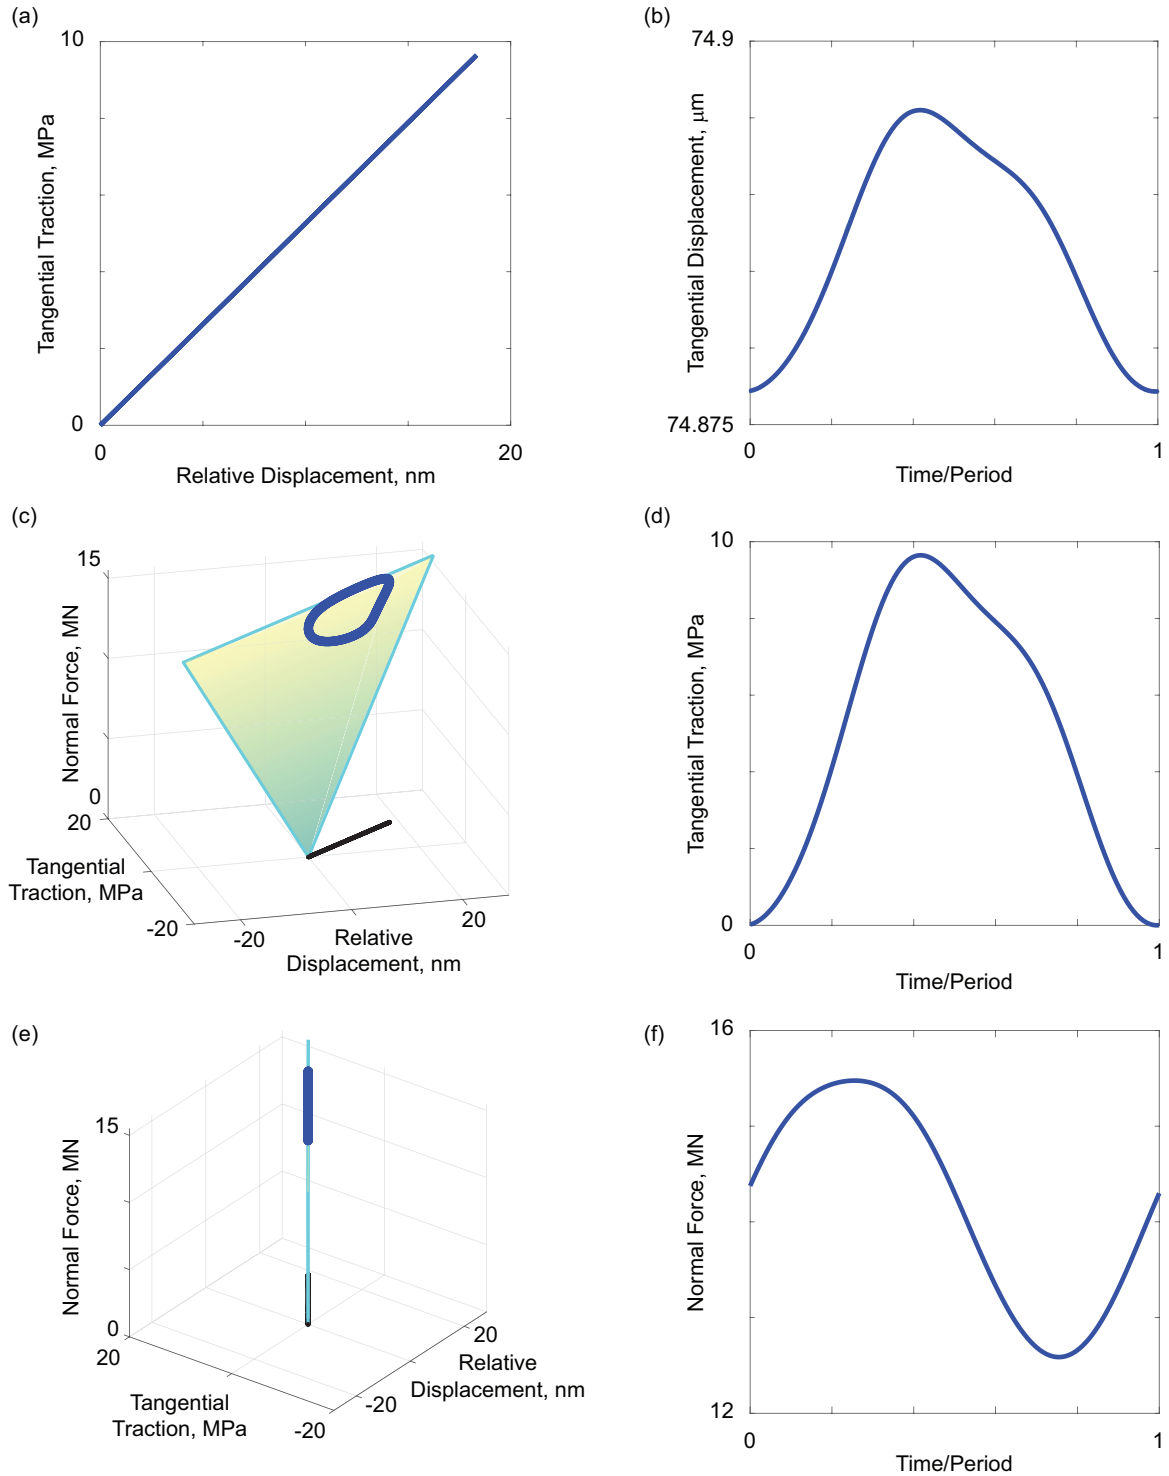 (a)
10
Tangential Traction, MPa
0
0
20
Relative Displacement, nm
(b)
74.9
Tangential Displacement, μm
74.875
0
1
Time/Period
(c)
15
Normal Force, MN
0
20
Tangential
Traction, MPa
-20
-20
20
Relative
Displacement, nm
(d)
10
Tangential Traction, MPa
0
0
1
Time/Period
(e)
15
Normal Force, MN
0
20
Tangential
Traction, MPa
-20
-20
20
Relative
Displacement, nm
(f)
16
Normal Force, MN
12
0
1
Time/Period